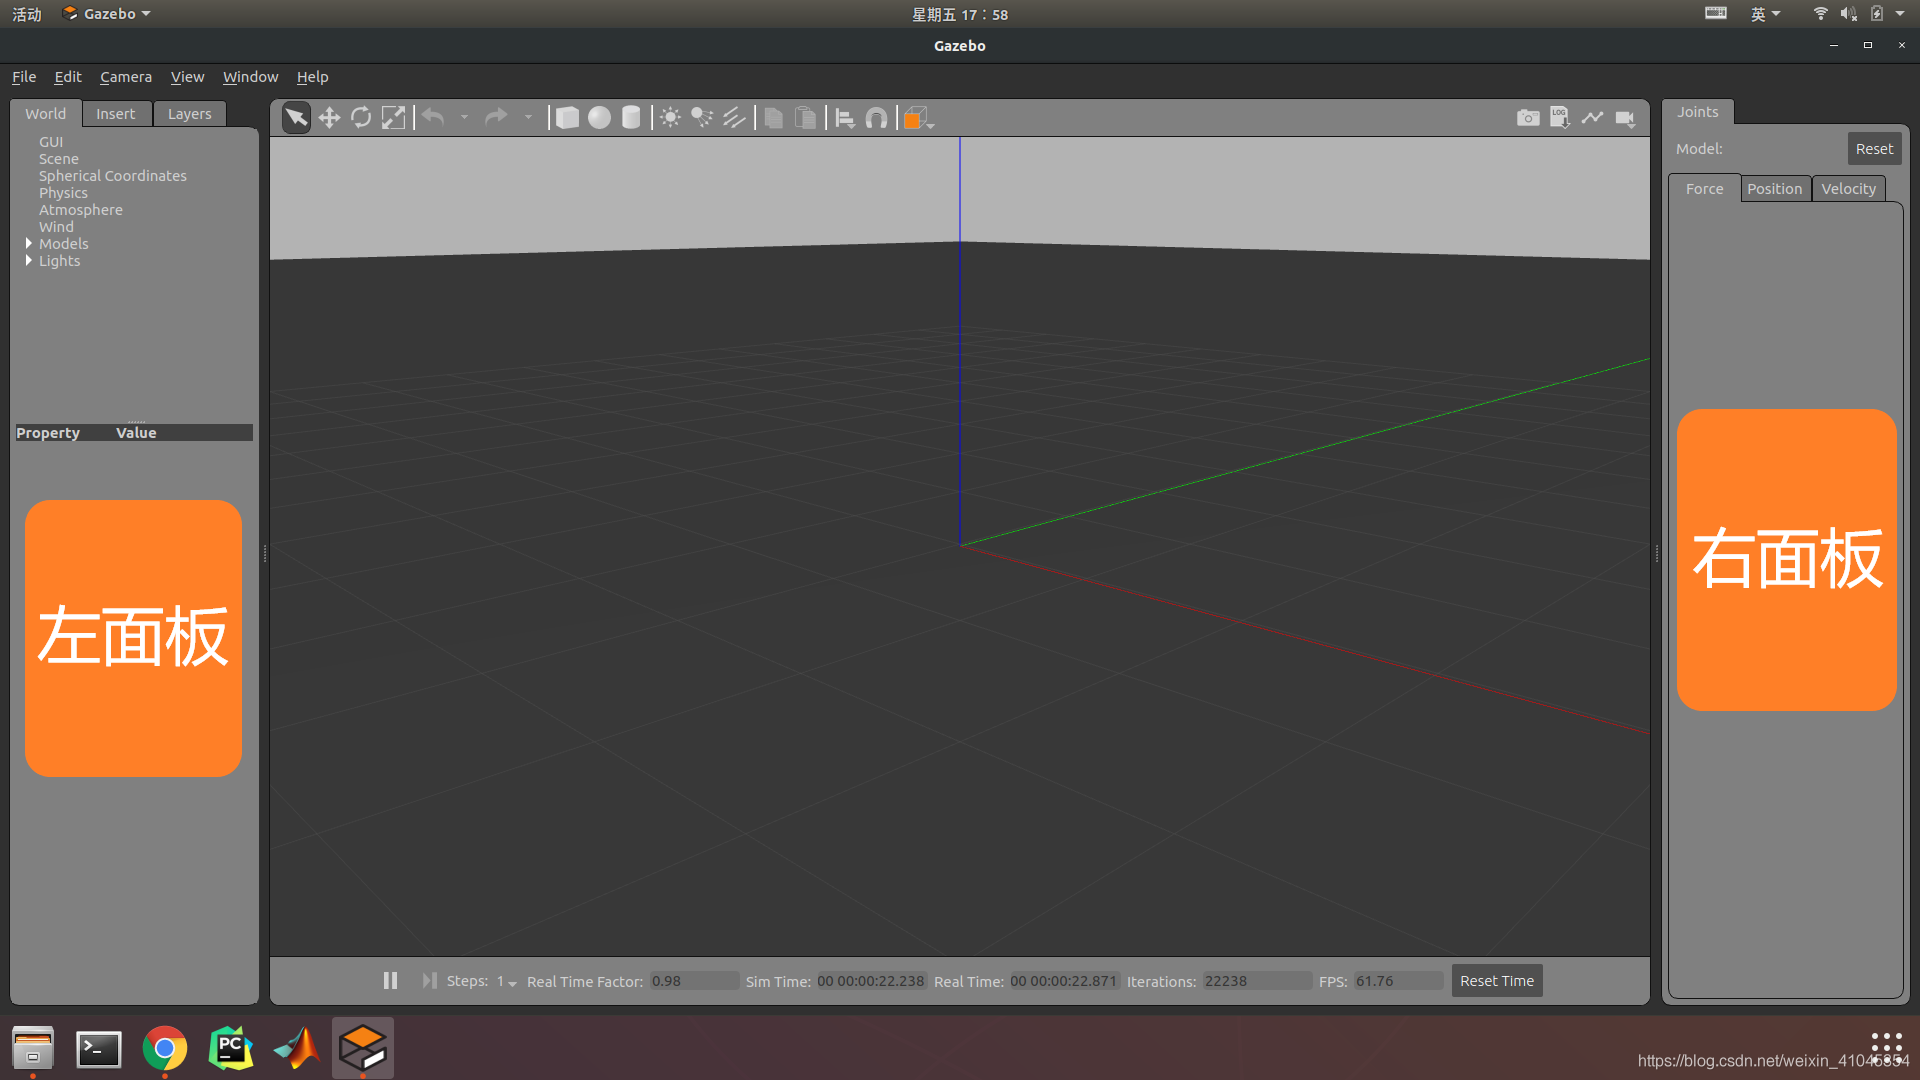 活动 Gazebo 星期五 17：58 英
Gazebo
File Edit Camera View Window Help
World Insert Layers
GUI
Scene
Spherical Coordinates
Physics
Atmosphere
Wind
Models
Lights
Property Value
左面板
LOG
Joints
Model: Reset
Force Position Velocity
右面板
Steps: 1 Real Time Factor: 0.98 Sim Time: 00 00:00:22.238 Real Time: 00 00:00:22.871 Iterations: 22238 FPS: 61.76 Reset Time
>_
PC
https://blog.csdn.net/weixin_41045354